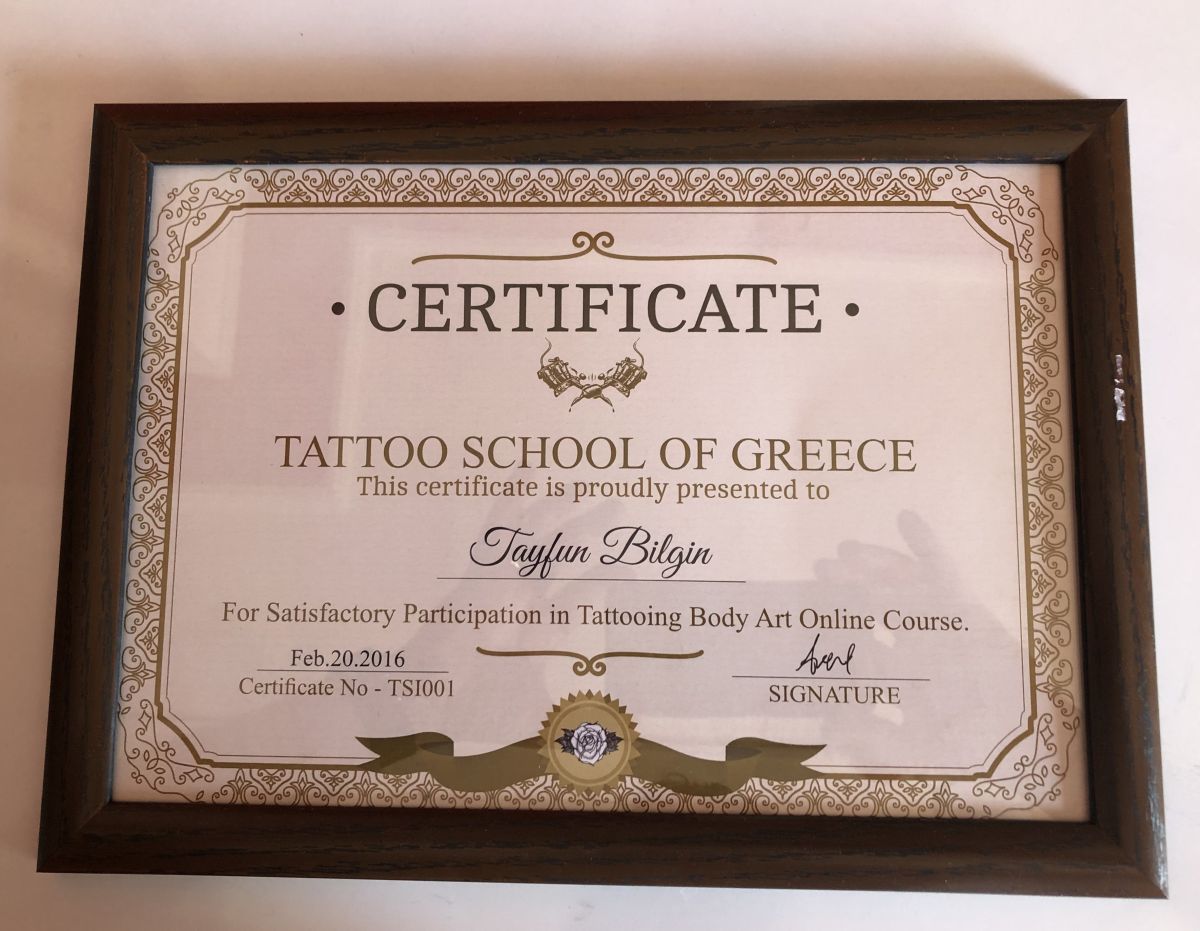 • CERTIFICATE •
TATTOO SCHOOL OF GREECE
This certificate is proudly presented to
Tayfun Bilgin
For Satisfactory Participation in Tattooing Body Art Online Course.
Feb.20.2016
Certificate No - TSI001
SIGNATURE